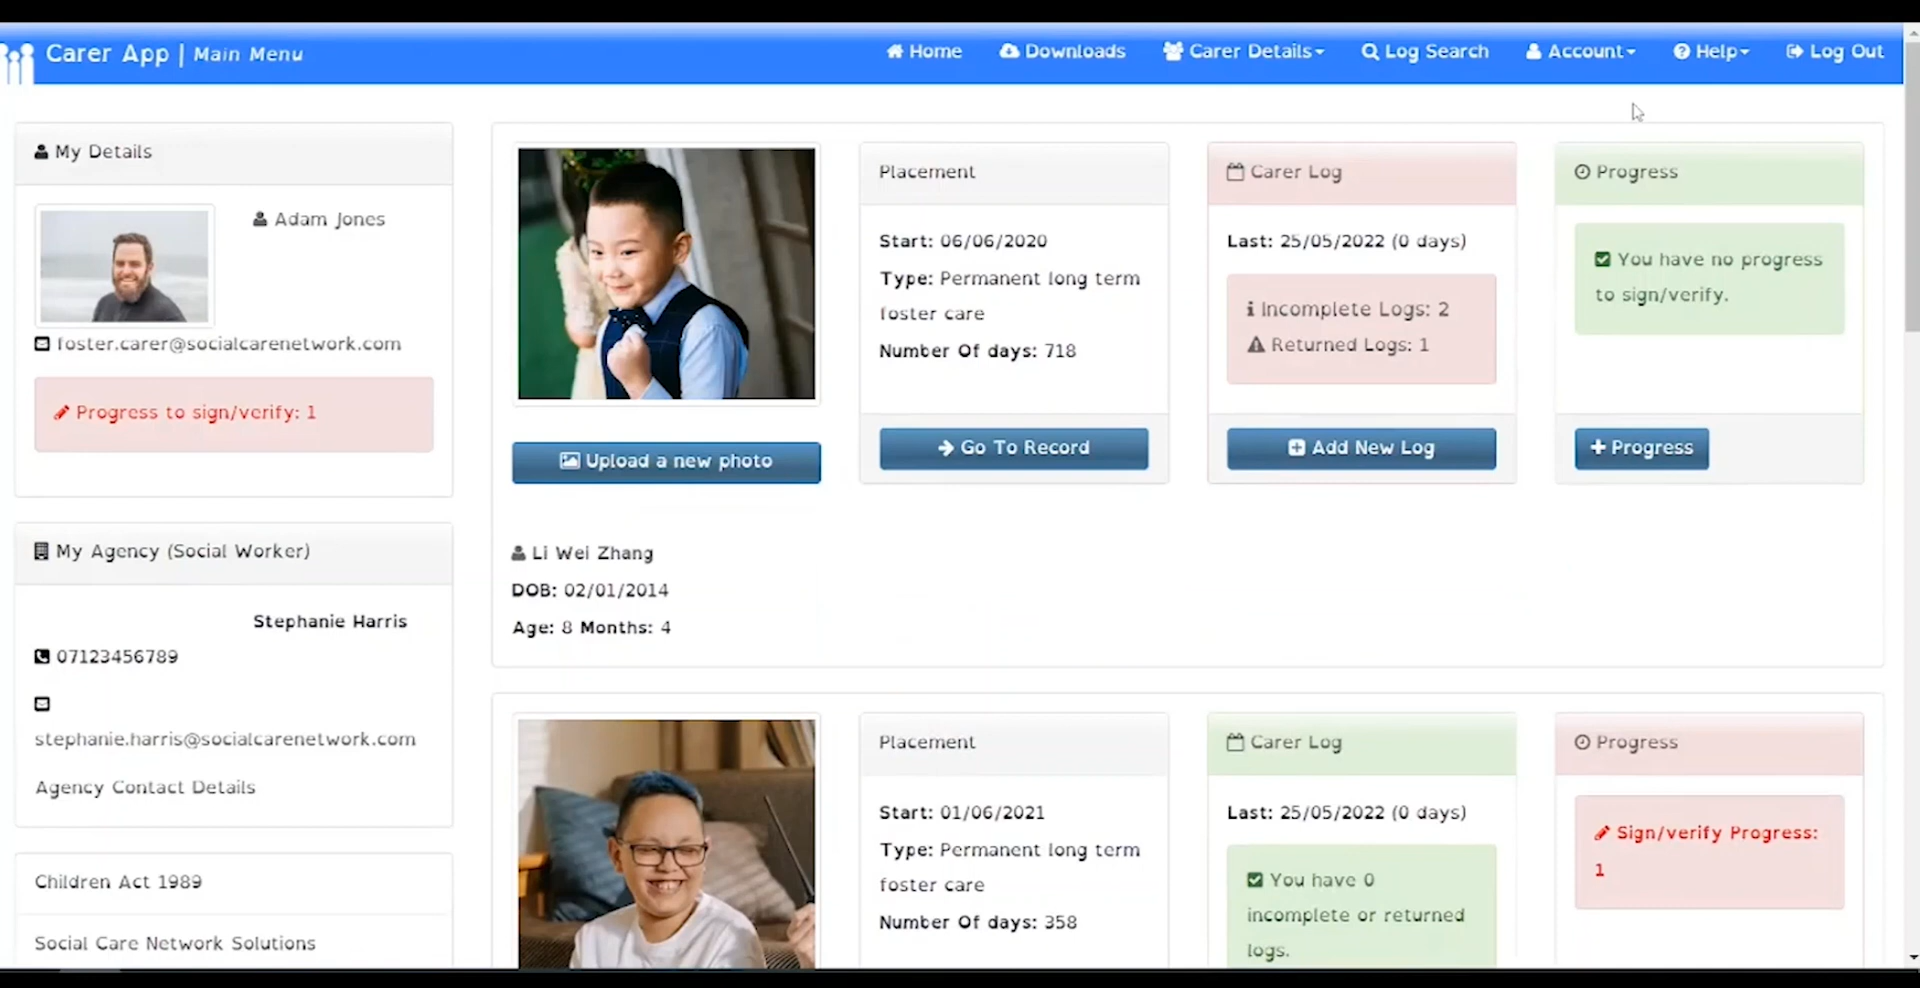 Carer App | Main Menu
Home
Downloads
Carer Details
Log Search
Account
Help
Log Out
My Details
Adam Jones
foster.carer@socialcarenetwork.com
Progress to sign/verify: 1
My Agency (Social Worker)
Stephanie Harris
07123456789
stephanie.harris@socialcarenetwork.com
Agency Contact Details
Children Act 1989
Social Care Network Solutions
Upload a new photo
Li Wei Zhang
DOB: 02/01/2014
Age: 8 Months: 4
Placement
Start: 06/06/2020
Type: Permanent long term
foster care
Number Of days: 718
Go To Record
Carer Log
Last: 25/05/2022 (0 days)
Incomplete Logs: 2
Returned Logs: 1
Add New Log
Progress
You have no progress
to sign/verify.
Progress
Placement
Start: 01/06/2021
Type: Permanent long term
foster care
Number Of days: 358
Carer Log
Last: 25/05/2022 (0 days)
You have 0
incomplete or returned
logs.
Progress
Sign/verify Progress:
1